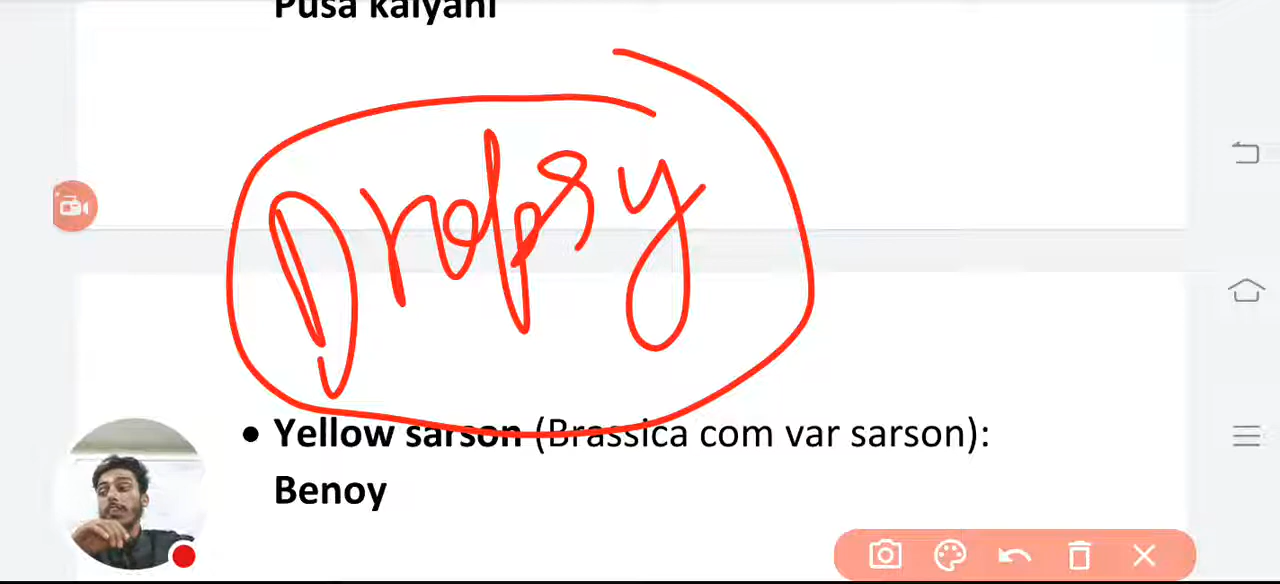 Pusa kalyani
Dropsy
• Yellow sarson (Brassica com var sarson):
Benoy